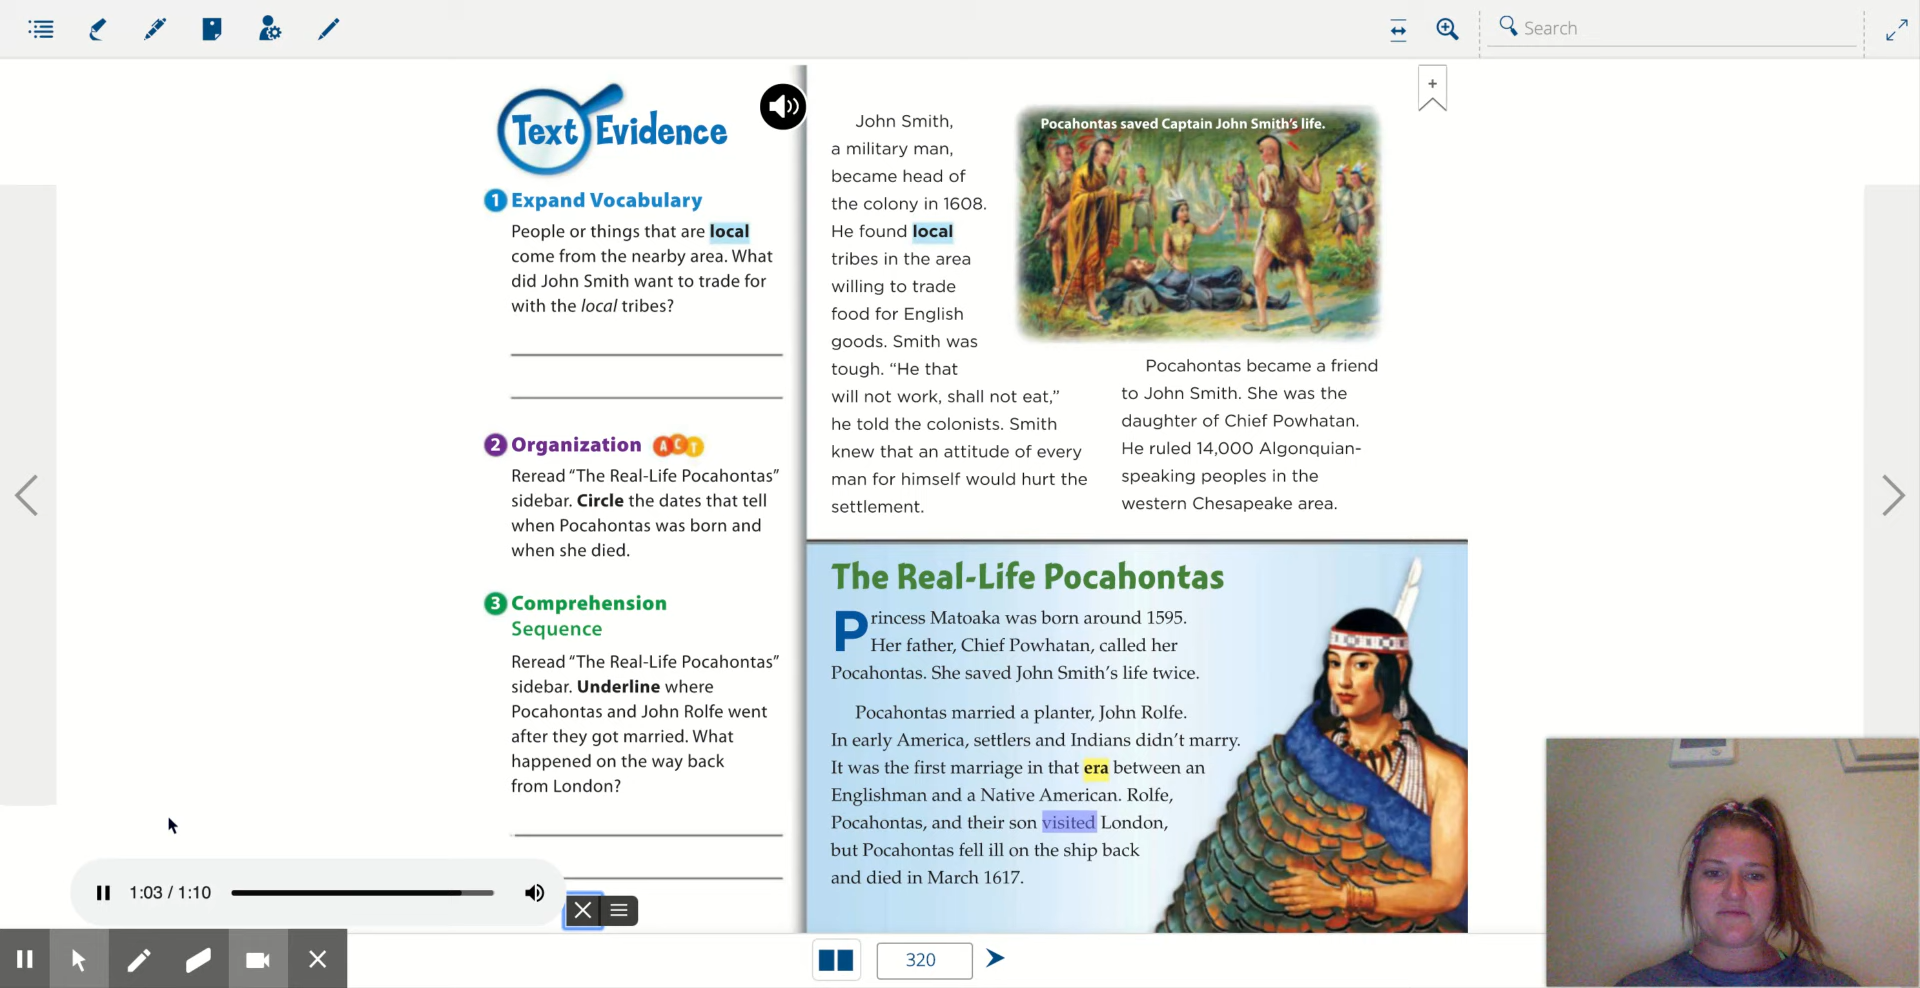 Search
Text Evidence
1 Expand Vocabulary
People or things that are local
come from the nearby area. What
did John Smith want to trade for
with the local tribes?
2 Organization ACT
Reread “The Real-Life Pocahontas”
sidebar. Circle the dates that tell
when Pocahontas was born and
when she died.
3 Comprehension
Sequence
Reread “The Real-Life Pocahontas”
sidebar. Underline where
Pocahontas and John Rolfe went
after they got married. What
happened on the way back
from London?
John Smith,
a military man,
became head of
the colony in 1608.
He found local
tribes in the area
willing to trade
food for English
goods. Smith was
tough. “He that
will not work, shall not eat,”
he told the colonists. Smith
knew that an attitude of every
man for himself would hurt the
settlement.
Pocahontas saved Captain John Smith’s life.
Pocahontas became a friend
to John Smith. She was the
daughter of Chief Powhatan.
He ruled 14,000 Algonquian-
speaking peoples in the
western Chesapeake area.
The Real-Life Pocahontas
Princess Matoaka was born around 1595.
Her father, Chief Powhatan, called her
Pocahontas. She saved John Smith’s life twice.
Pocahontas married a planter, John Rolfe.
In early America, settlers and Indians didn’t marry.
It was the first marriage in that era between an
Englishman and a Native American. Rolfe,
Pocahontas, and their son visited London,
but Pocahontas fell ill on the ship back
and died in March 1617.
1:03 / 1:10
320